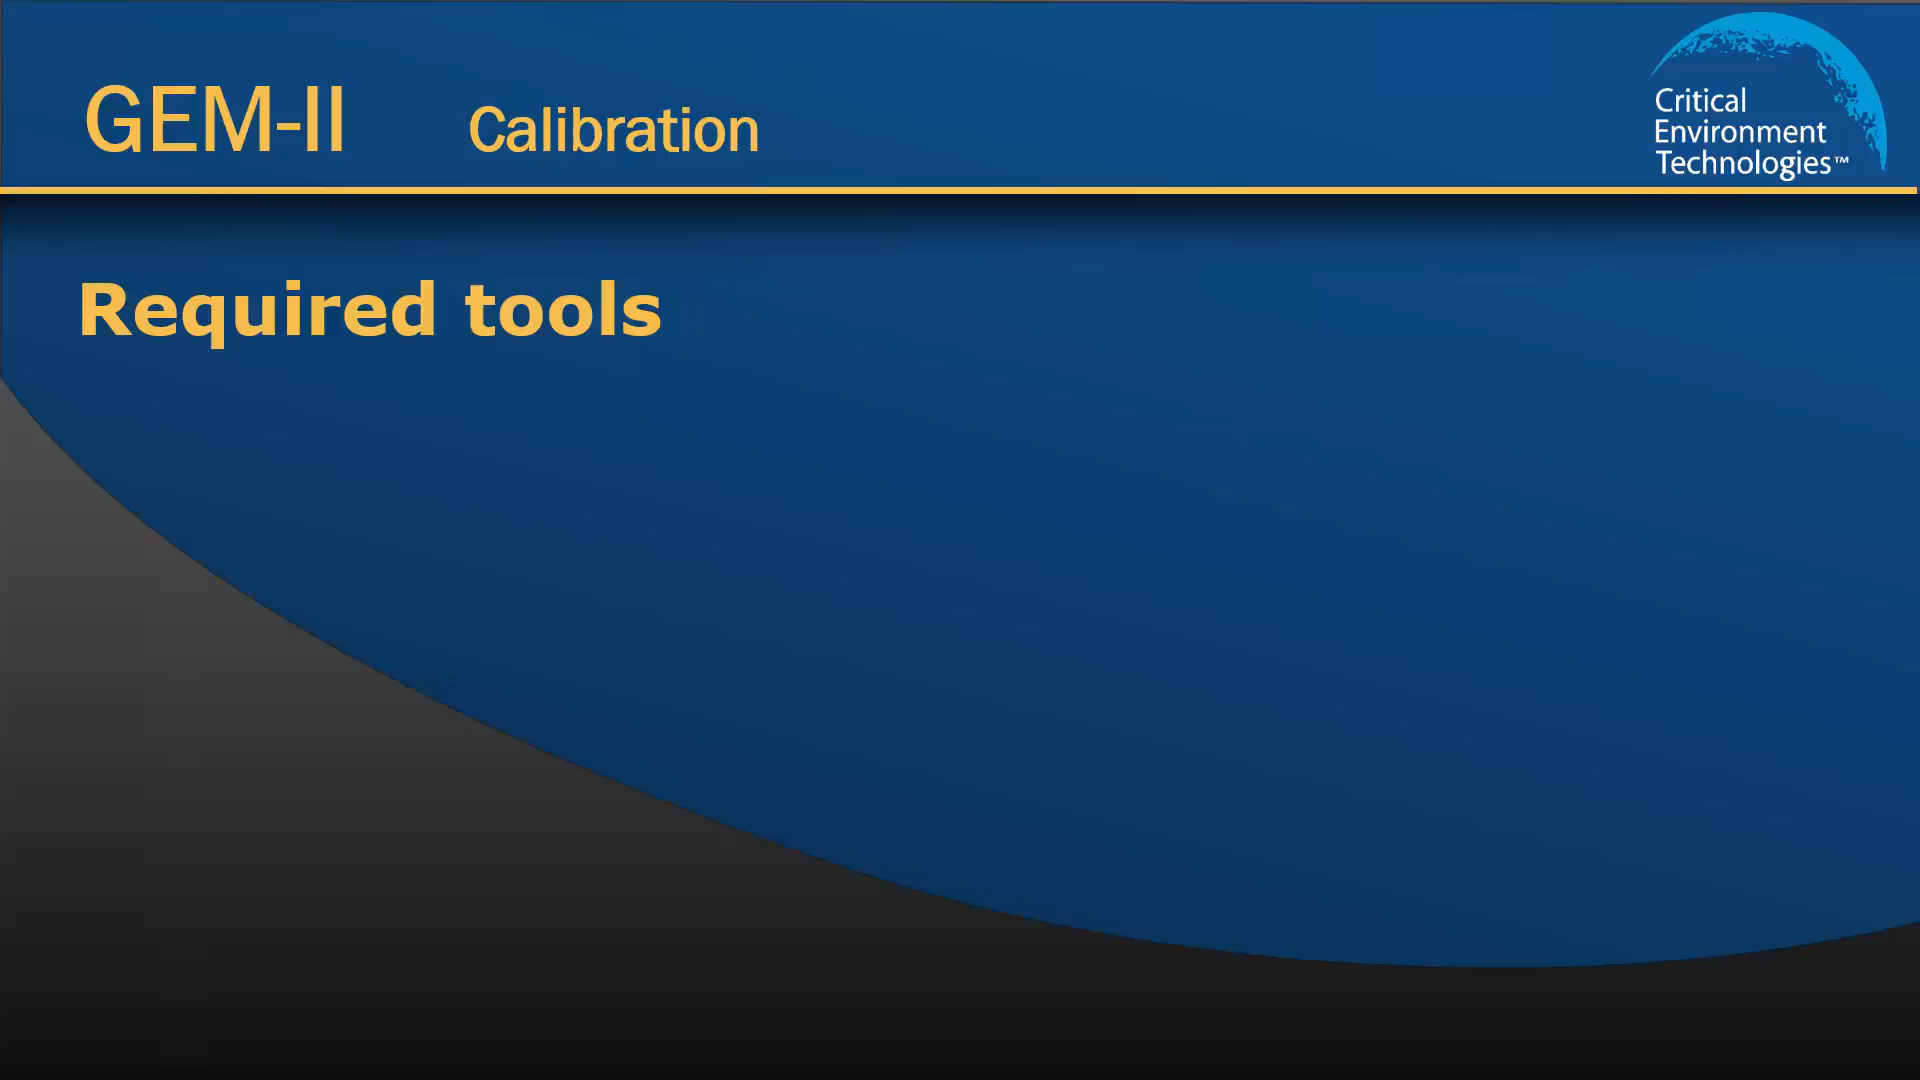 GEM-II Calibration
Critical
Environment
Technologies™
Required tools